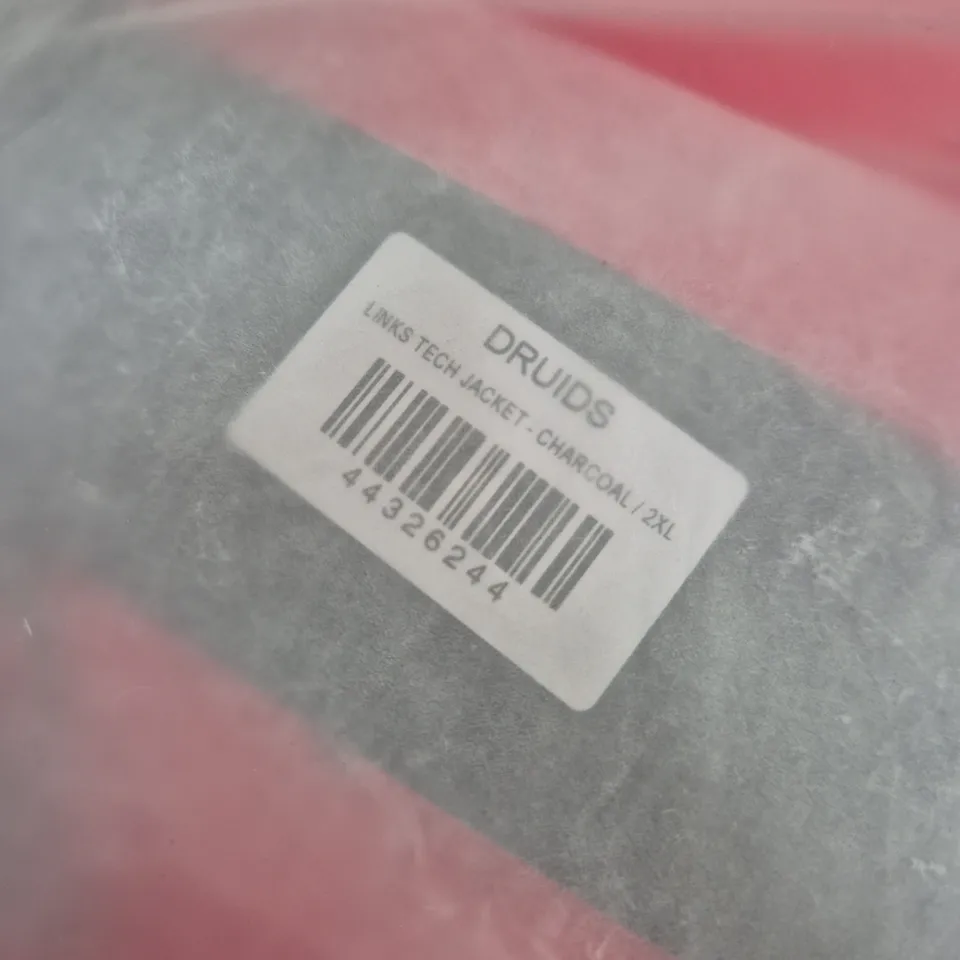 DRUIDS
LINKS TECH JACKET - CHARCOAL / 2XL
44326244